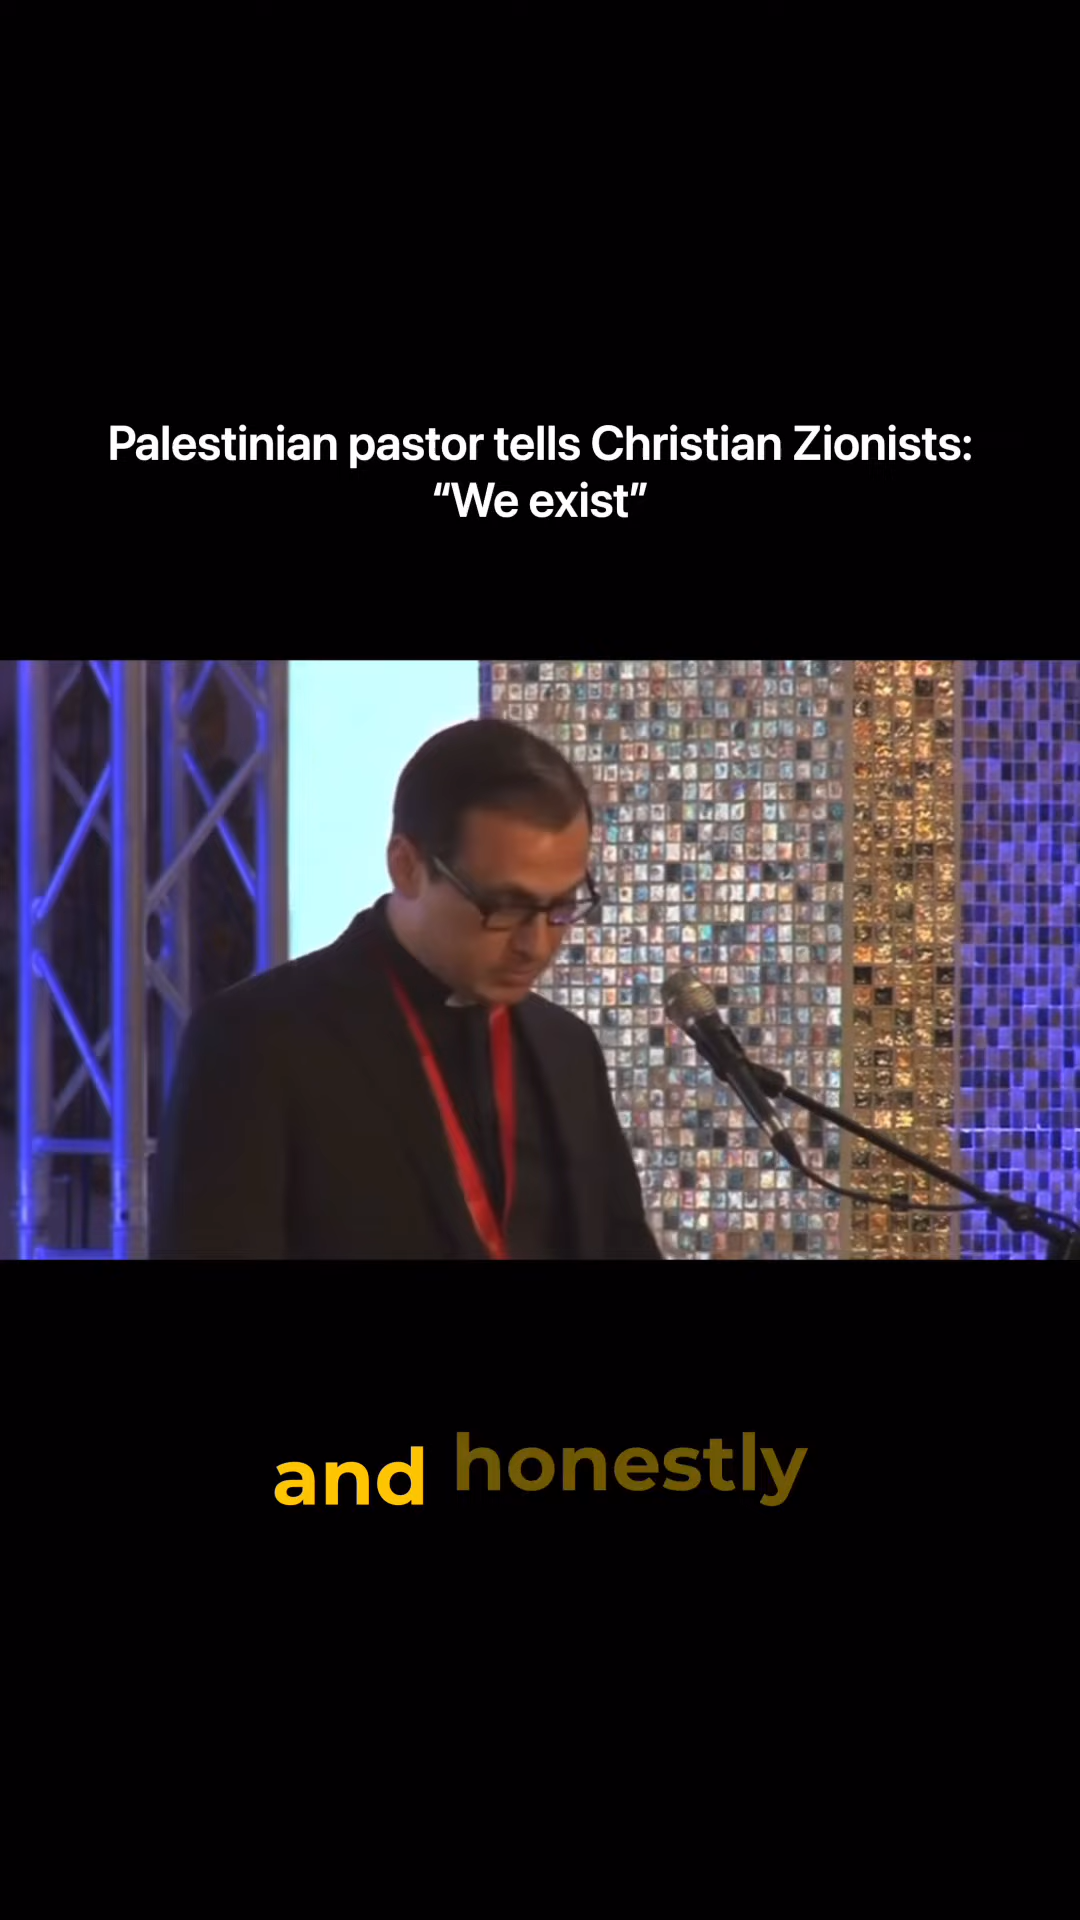 Palestinian pastor tells Christian Zionists:
“We exist”
and honestly